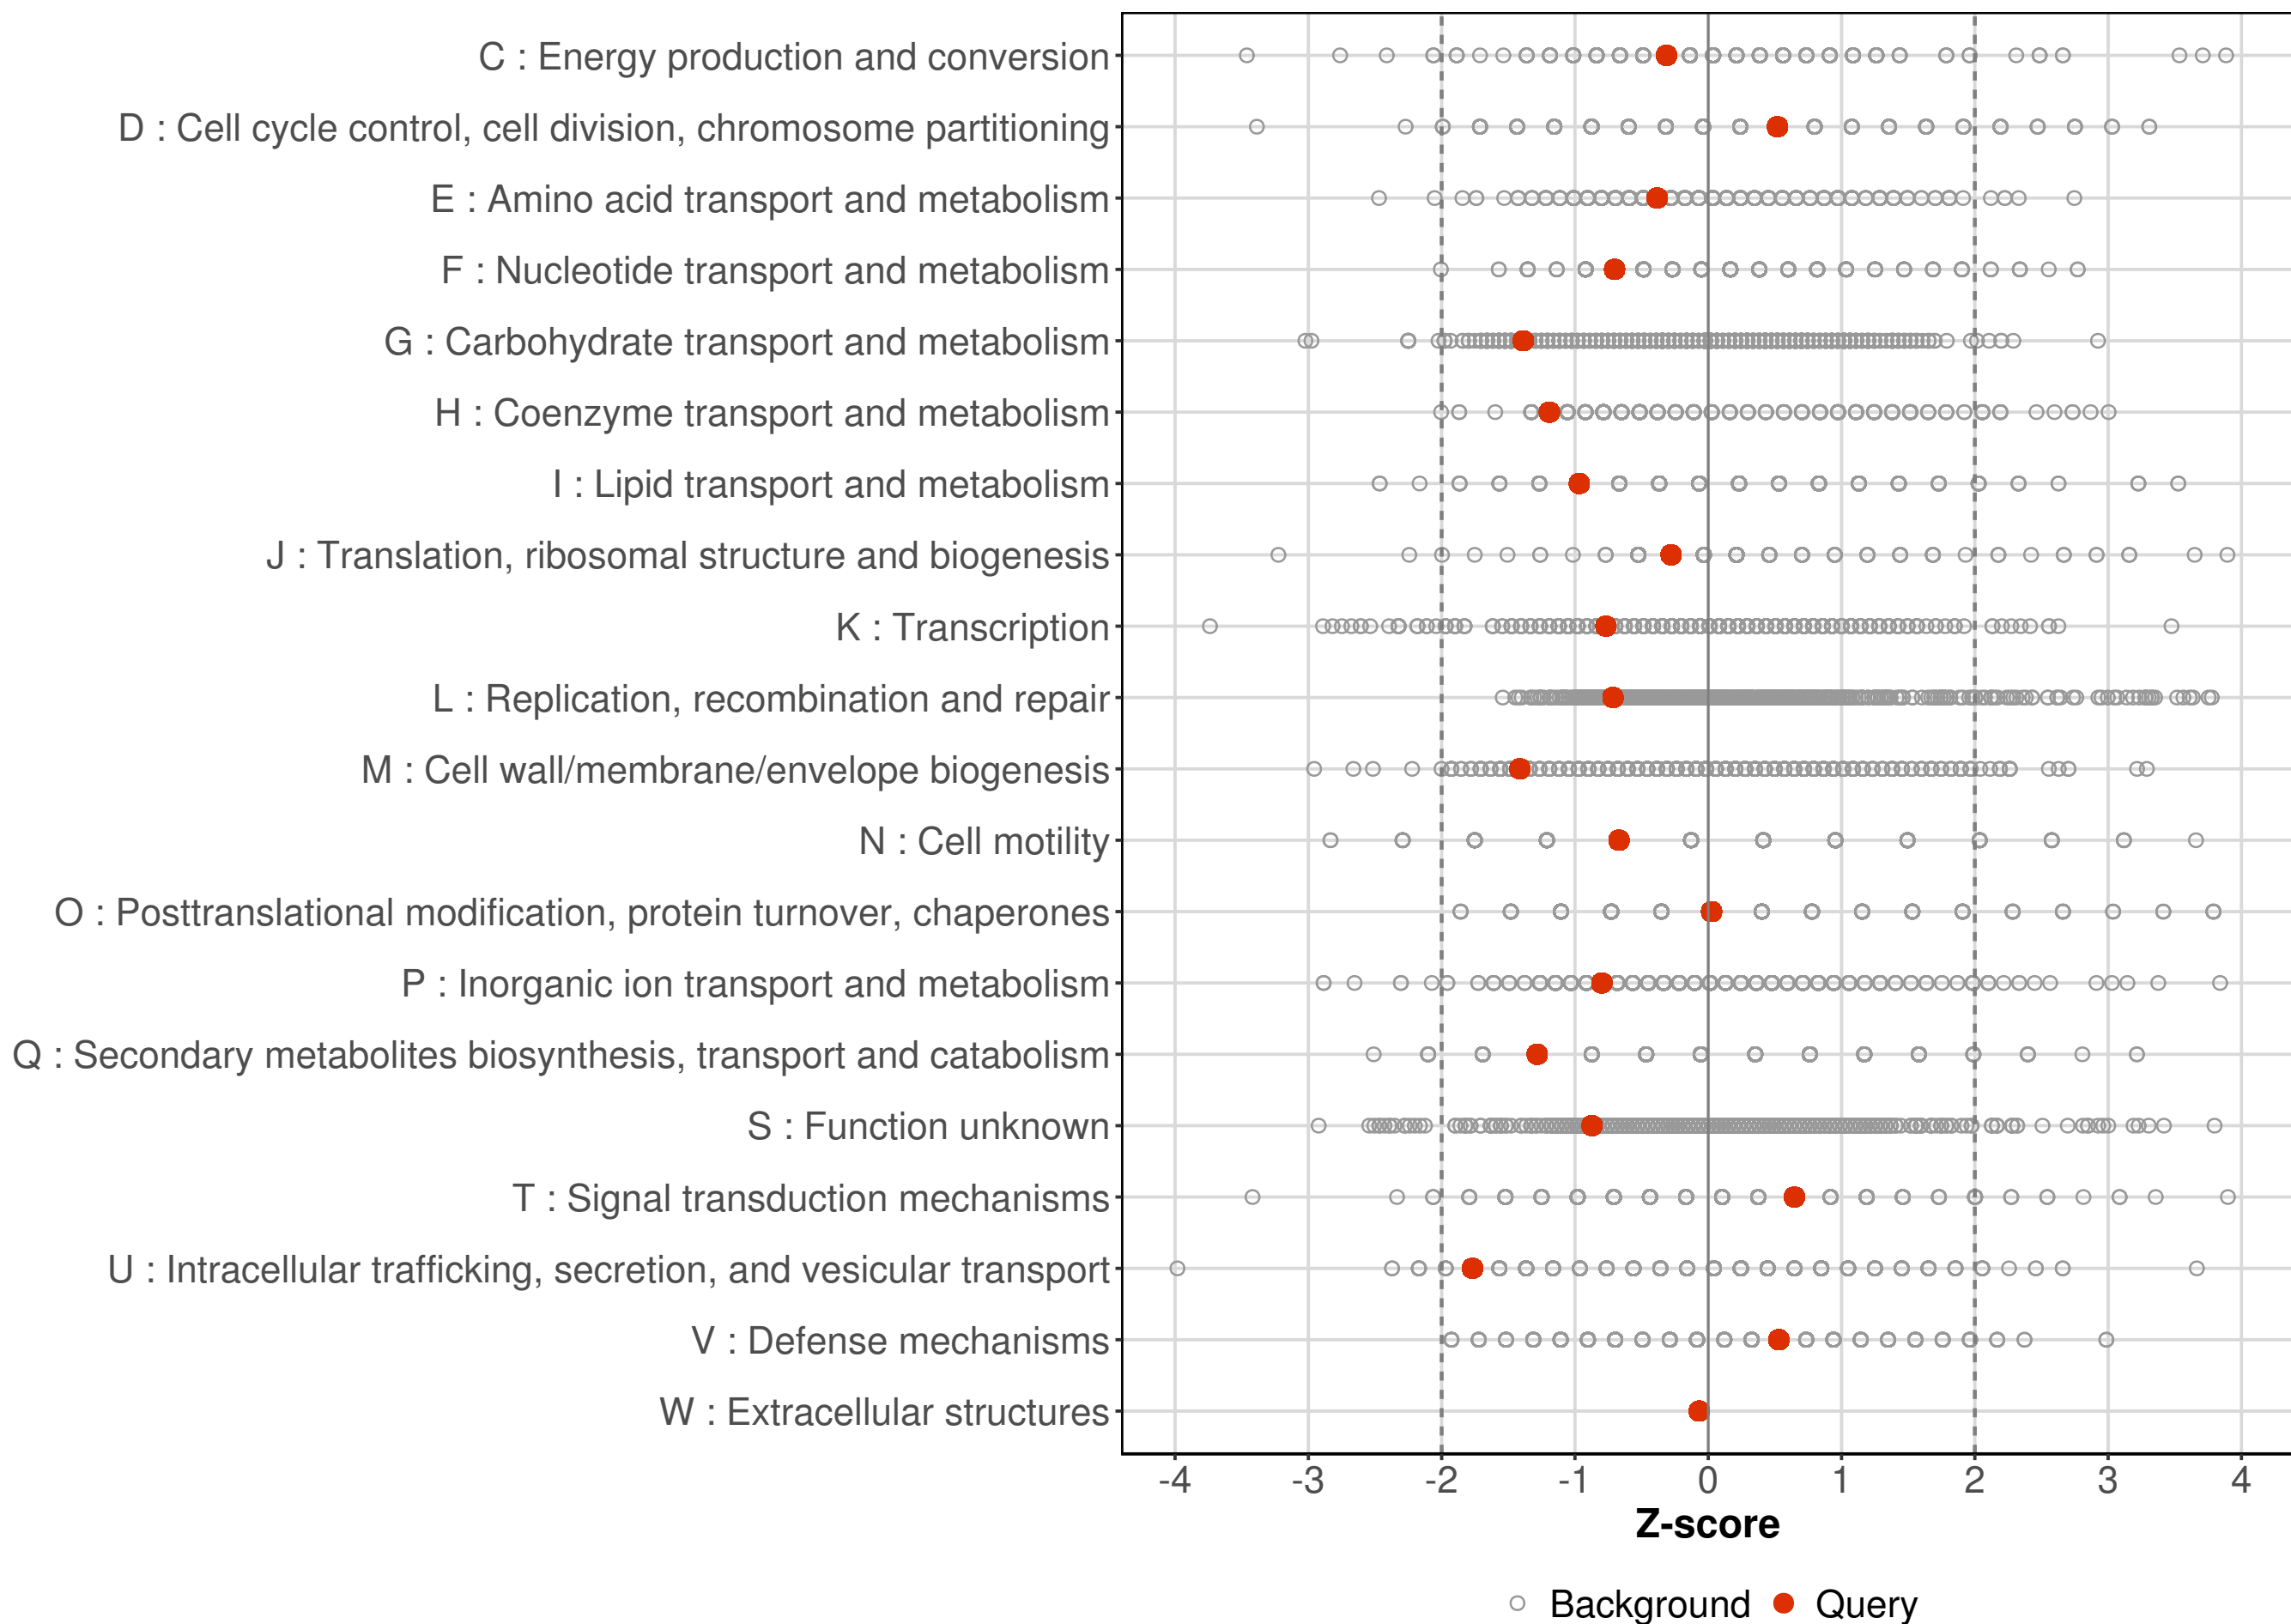 C : Energy production and conversion
D : Cell cycle control, cell division, chromosome partitioning
E : Amino acid transport and metabolism
F : Nucleotide transport and metabolism
G : Carbohydrate transport and metabolism
H : Coenzyme transport and metabolism
I : Lipid transport and metabolism
J : Translation, ribosomal structure and biogenesis
K : Transcription
L : Replication, recombination and repair
M : Cell wall/membrane/envelope biogenesis
N : Cell motility
O : Posttranslational modification, protein turnover, chaperones
P : Inorganic ion transport and metabolism
Q : Secondary metabolites biosynthesis, transport and catabolism
S : Function unknown
T : Signal transduction mechanisms
U : Intracellular trafficking, secretion, and vesicular transport
V : Defense mechanisms
W : Extracellular structures
-4 -3 -2 -1 0 1 2 3 4
Z-score
Background Query